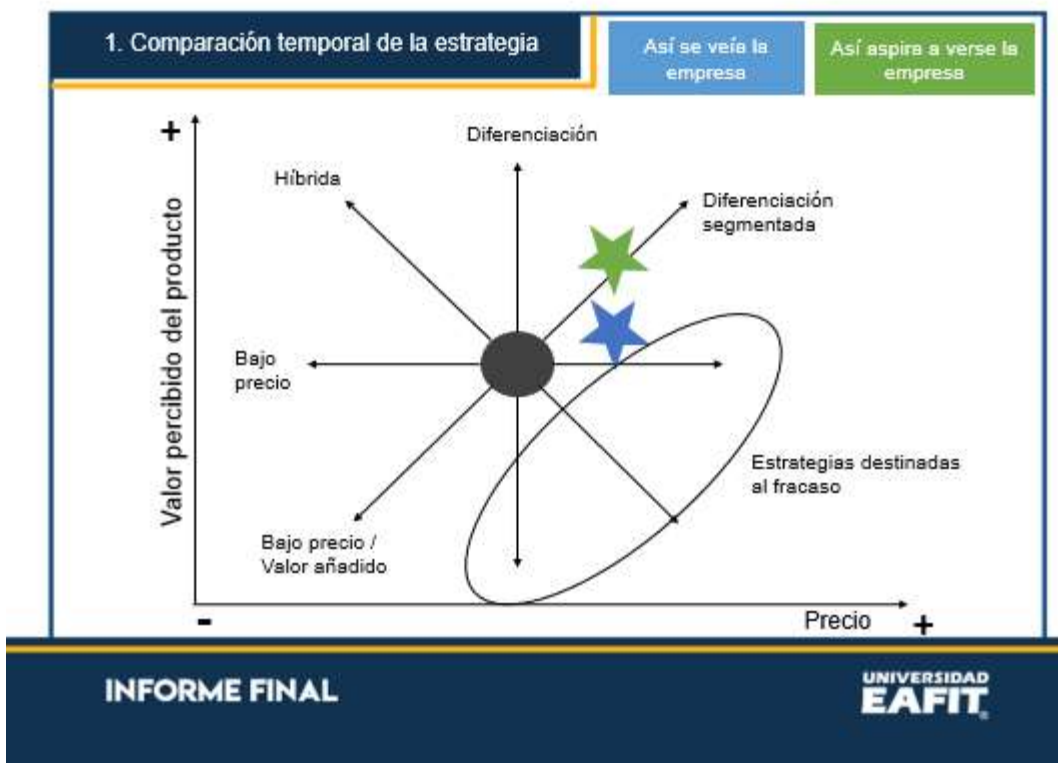 1. Comparación temporal de la estrategia
Así se veía la
empresa
Así aspira a verse la
empresa
+
Diferenciación
Híbrida
Diferenciación
segmentada
Valor percibido del producto
Bajo
precio
Estrategias destinadas
al fracaso
Bajo precio /
Valor añadido
-
Precio
+
INFORME FINAL
UNIVERSIDAD
EAFIT